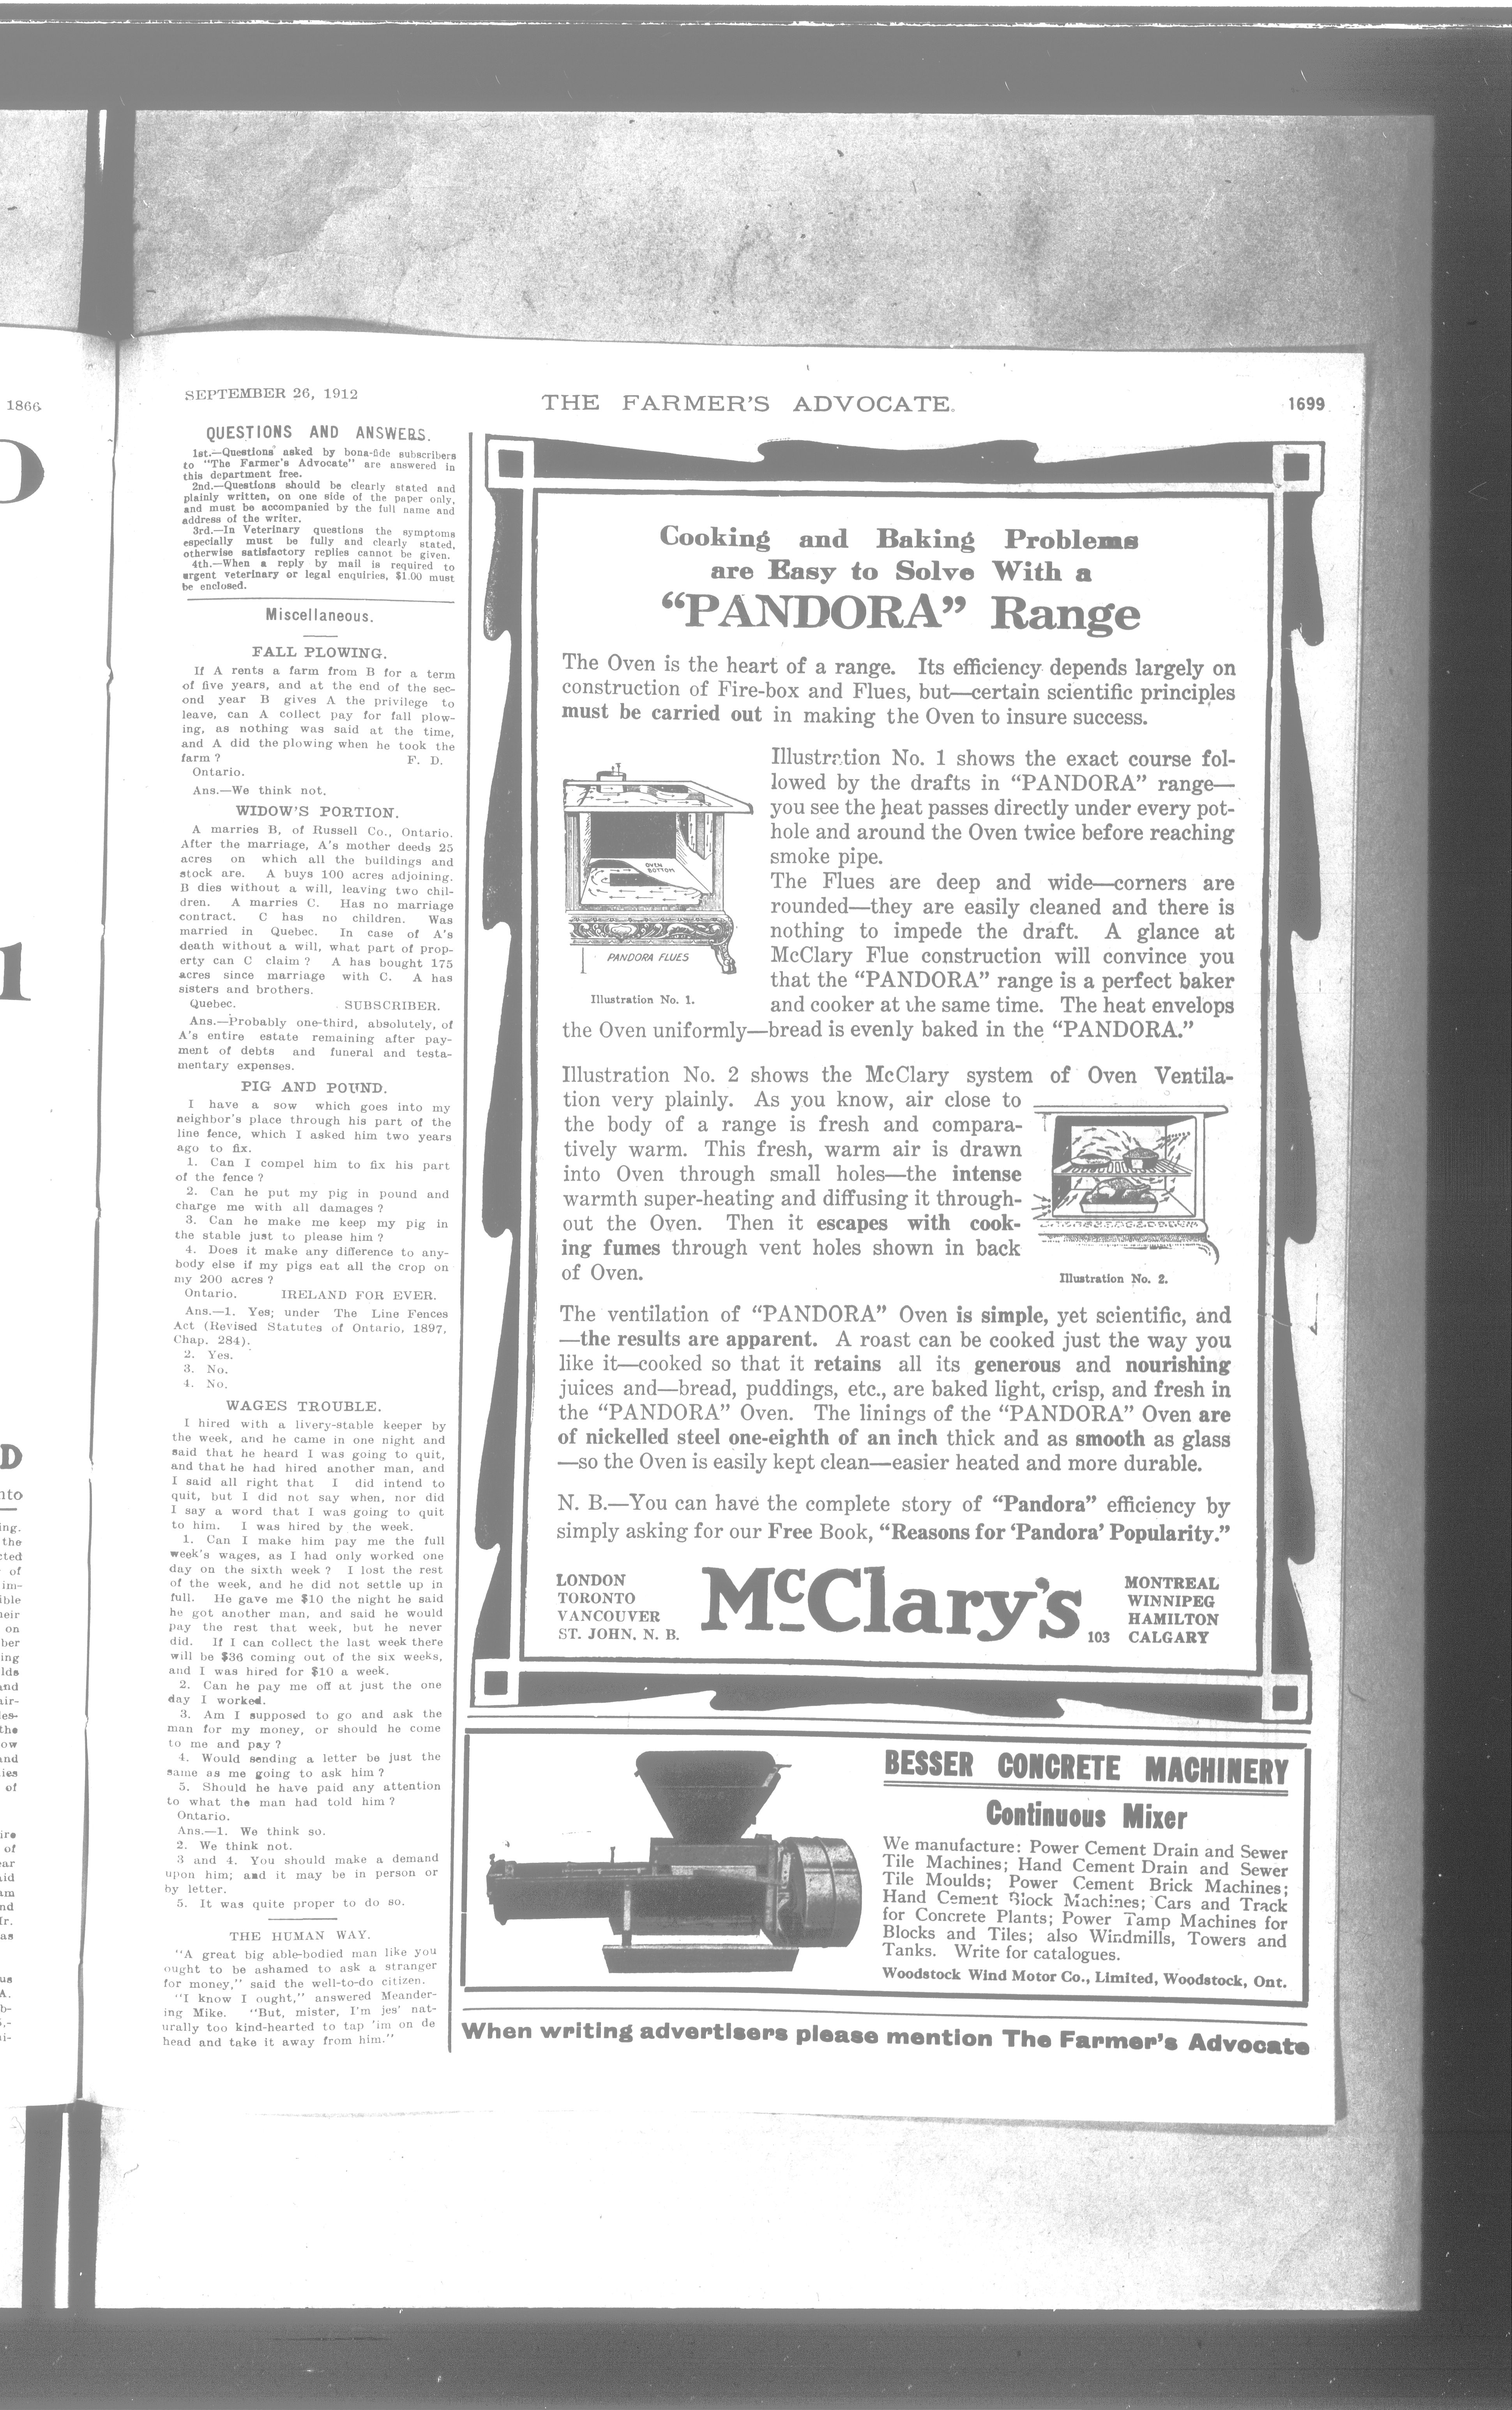 1866
SEPTEMBER 26, 1912
THE FARMER'S ADVOCATE.
1699
QUESTIONS AND ANSWERS.
1st.—Questions asked by bona-fide subscribers
to "The Farmer's Advocate" are answered in
this department free.
2nd.—Questions should be clearly stated and
plainly written, on one side of the paper only,
and must be accompanied by the full name and
address of the writer.
3rd.—In Veterinary questions the symptoms
especially must be fully and clearly stated,
otherwise satisfactory replies cannot be given.
4th.—When a reply by mail is required to
urgent veterinary or legal enquiries, $1.00 must
be enclosed.
Miscellaneous.
FALL PLOWING.
If A rents a farm from B for a term
of five years, and at the end of the sec-
ond year B gives A the privilege to
leave, can A collect pay for fall plow-
ing, as nothing was said at the time,
and A did the plowing when he took the
farm ? F. D.
Ontario.
Ans.—We think not.
WIDOW'S PORTION.
A marries B, of Russell Co., Ontario.
After the marriage, A's mother deeds 25
acres on which all the buildings and
stock are. A buys 100 acres adjoining.
B dies without a will, leaving two chil-
dren. A marries C. Has no marriage
contract. C has no children. Was
married in Quebec. In case of A's
death without a will, what part of prop-
erty can C claim ? A has bought 175
acres since marriage with C. A has
sisters and brothers.
Quebec. SUBSCRIBER.
Ans.—Probably one-third, absolutely, of
A's entire estate remaining after pay-
ment of debts and funeral and testa-
mentary expenses.
PIG AND POUND.
I have a sow which goes into my
neighbor's place through his part of the
line fence, which I asked him two years
ago to fix.
1. Can I compel him to fix his part
of the fence ?
2. Can he put my pig in pound and
charge me with all damages ?
3. Can he make me keep my pig in
the stable just to please him ?
4. Does it make any difference to any-
body else if my pigs eat all the crop on
my 200 acres ?
Ontario. IRELAND FOR EVER.
Ans.—1. Yes; under The Line Fences
Act (Revised Statutes of Ontario, 1897,
Chap. 284).
2. Yes.
3. No.
4. No.
WAGES TROUBLE.
I hired with a livery-stable keeper by
the week, and he came in one night and
said that he heard I was going to quit,
and that he had hired another man, and
I said all right that I did intend to
quit, but I did not say when, nor did
I say a word that I was going to quit
to him. I was hired by the week.
1. Can I make him pay me the full
week's wages, as I had only worked one
day on the sixth week ? I lost the rest
of the week, and he did not settle up in
full. He gave me $10 the night he said
he got another man, and said he would
pay the rest that week, but he never
did. If I can collect the last week there
will be $36 coming out of the six weeks,
and I was hired for $10 a week.
2. Can he pay me off at just the one
day I worked.
3. Am I supposed to go and ask the
man for my money, or should he come
to me and pay ?
4. Would sending a letter be just the
same as me going to ask him ?
5. Should he have paid any attention
to what the man had told him ?
Ontario.
Ans.—1. We think so.
2. We think not.
3 and 4. You should make a demand
upon him; and it may be in person or
by letter.
5. It was quite proper to do so.
THE HUMAN WAY.
"A great big able-bodied man like you
ought to be ashamed to ask a stranger
for money," said the well-to-do citizen.
"I know I ought," answered Meander-
ing Mike. "But, mister, I'm jes' nat-
urally too kind-hearted to tap 'im on de
head and take it away from him."
Cooking and Baking Problems
are Easy to Solve With a
"PANDORA" Range
The Oven is the heart of a range. Its efficiency depends largely on
construction of Fire-box and Flues, but—certain scientific principles
must be carried out in making the Oven to insure success.
OVEN
BOTTOM
PANDORA FLUES
Illustration No. 1.
Illustration No. 1 shows the exact course fol-
lowed by the drafts in "PANDORA" range—
you see the heat passes directly under every pot-
hole and around the Oven twice before reaching
smoke pipe.
The Flues are deep and wide—corners are
rounded—they are easily cleaned and there is
nothing to impede the draft. A glance at
McClary Flue construction will convince you
that the "PANDORA" range is a perfect baker
and cooker at the same time. The heat envelops
the Oven uniformly—bread is evenly baked in the "PANDORA."
Illustration No. 2 shows the McClary system of Oven Ventila-
tion very plainly. As you know, air close to
the body of a range is fresh and compara-
tively warm. This fresh, warm air is drawn
into Oven through small holes—the intense
warmth super-heating and diffusing it through-
out the Oven. Then it escapes with cook-
ing fumes through vent holes shown in back
of Oven.
Illustration No. 2.
The ventilation of "PANDORA" Oven is simple, yet scientific, and
—the results are apparent. A roast can be cooked just the way you
like it—cooked so that it retains all its generous and nourishing
juices and—bread, puddings, etc., are baked light, crisp, and fresh in
the "PANDORA" Oven. The linings of the "PANDORA" Oven are
of nickelled steel one-eighth of an inch thick and as smooth as glass
—so the Oven is easily kept clean—easier heated and more durable.
N. B.—You can have the complete story of "Pandora" efficiency by
simply asking for our Free Book, "Reasons for 'Pandora' Popularity."
LONDON
TORONTO
VANCOUVER
ST. JOHN, N. B.
McClary's
103
MONTREAL
WINNIPEG
HAMILTON
CALGARY
BESSER CONCRETE MACHINERY
Continuous Mixer
We manufacture: Power Cement Drain and Sewer
Tile Machines; Hand Cement Drain and Sewer
Tile Moulds; Power Cement Brick Machines;
Hand Cement Block Machines; Cars and Track
for Concrete Plants; Power Tamp Machines for
Blocks and Tiles; also Windmills, Towers and
Tanks. Write for catalogues.
Woodstock Wind Motor Co., Limited, Woodstock, Ont.
When writing advertisers please mention The Farmer's Advocate